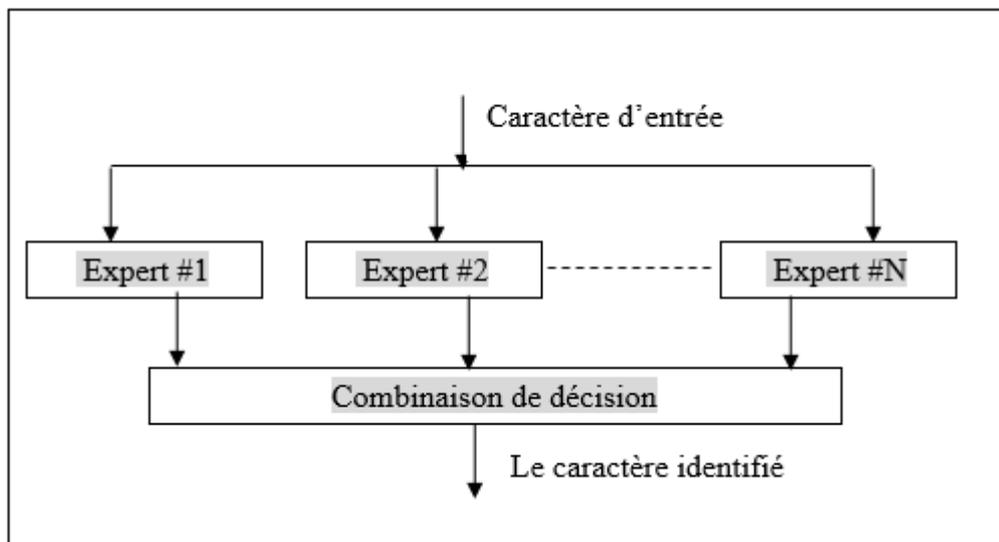 Caractère d’entrée
Expert #1
Expert #2
Expert #N
Combinaison de décision
Le caractère identifié